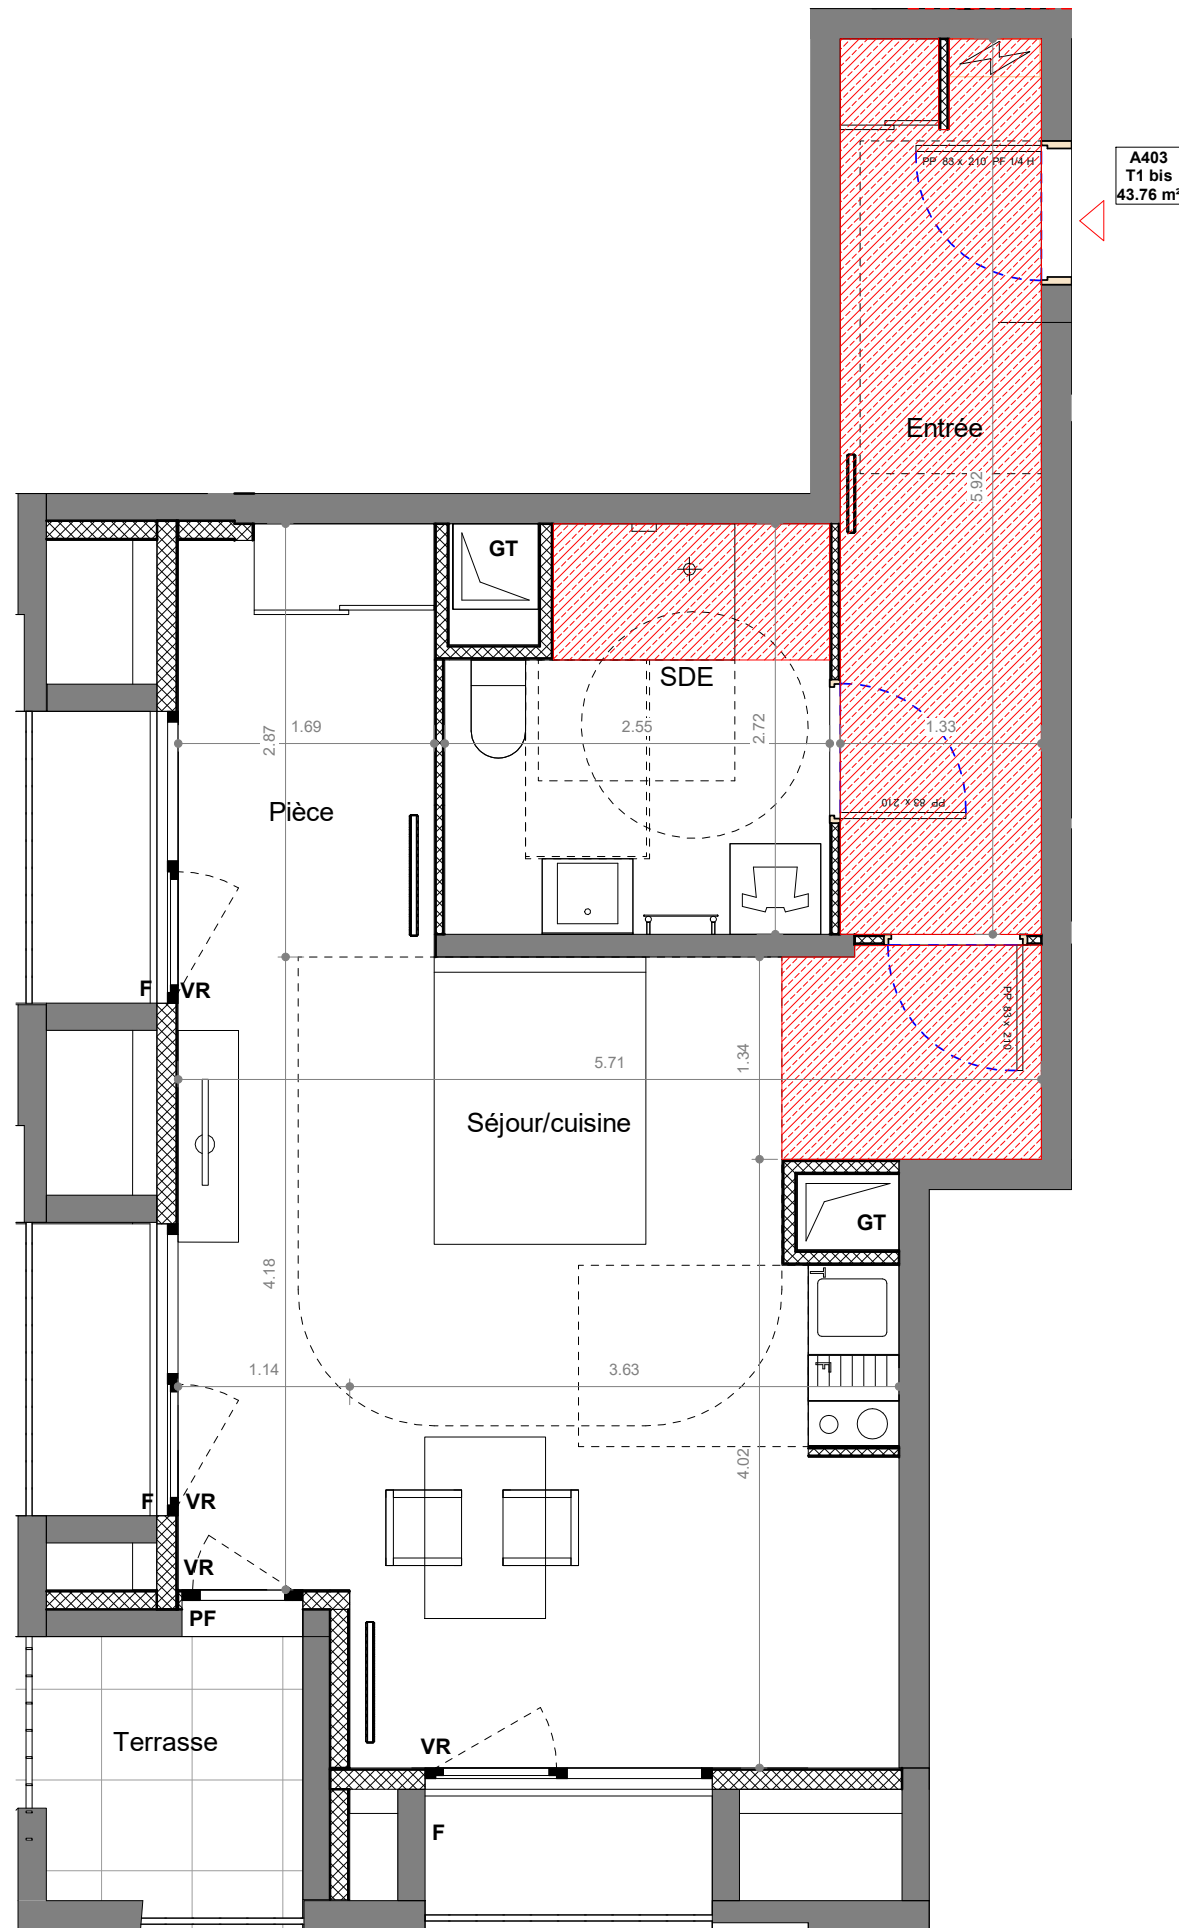 A403
T1 bis
43.76 m²
PP 83 x 210 PF 1/4 H
Entrée
5.92
GT
SDE
2.87
1.69
2.55
2.72
1.33
Pièce
PP 83 x 210
F
VR
PP 83 x 210
5.71
1.34
Séjour/cuisine
GT
4.18
1.14
3.63
4.02
F
VR
VR
PF
Terrasse
VR
F